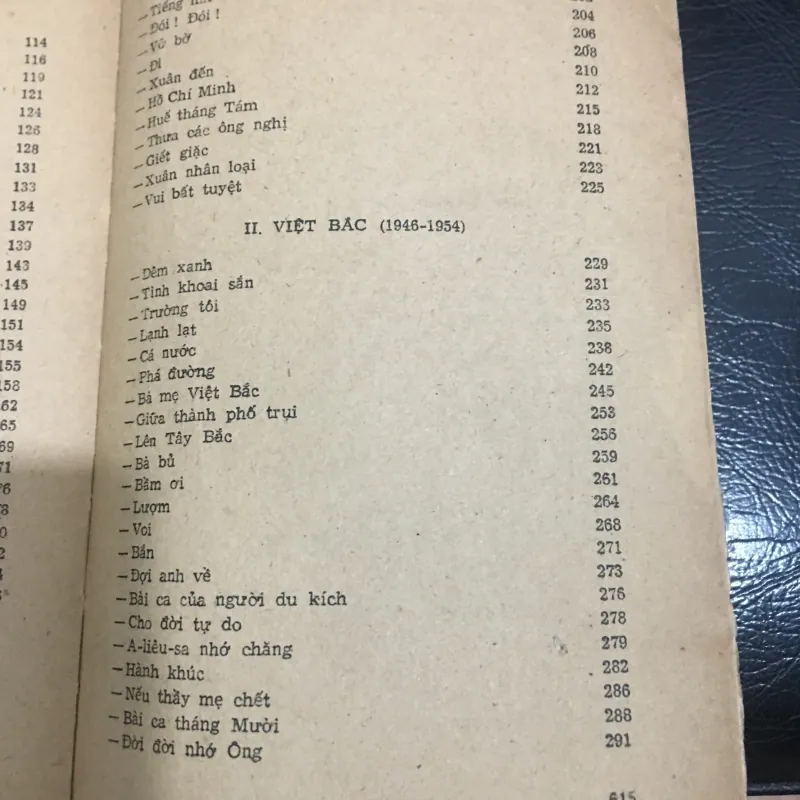 114
116
119
121
124
126
128
131
133
134
137
139
143
145
149
151
154
155
158
62
65
69
71
76
78
0
2
—Tiếng
—Đói ! Đói ! 204
—Vú bờ 206
—Đi 208
—Xuân đến 210
—Hồ Chí Minh 212
—Huế tháng Tám 215
—Thưa các ông nghị 218
—Giết giặc 221
—Xuân nhân loại 223
—Vui bất tuyệt 225
II. VIỆT BẮC (1946-1954)
—Đêm xanh 229
—Tình khoai sắn 231
—Trường tôi 233
—Lạnh lạt 235
—Cá nước 238
—Phá đường 242
—Bà mẹ Việt Bắc 245
—Giữa thành phố trụi 253
—Lên Tây Bắc 256
—Bà bủ 259
—Bầm ơi 261
—Lượm 264
—Voi 268
—Bắn 271
—Đợi anh về 273
—Bài ca của người du kích 276
—Cho đời tự do 278
—A-liêu-sa nhớ chăng 279
—Hành khúc 282
—Nếu thầy mẹ chết 286
—Bài ca tháng Mười 288
—Đời đời nhớ Ông 291
615